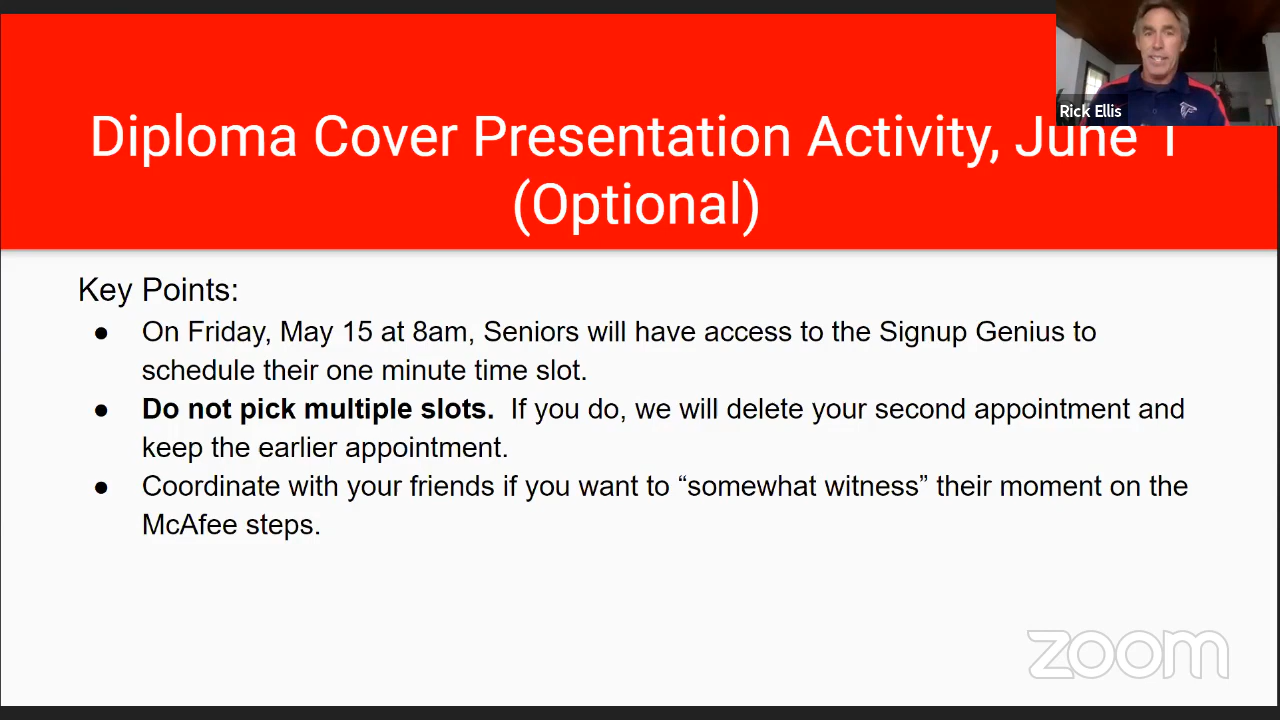 Rick Ellis
Diploma Cover Presentation Activity, June 1
(Optional)
Key Points:
● On Friday, May 15 at 8am, Seniors will have access to the Signup Genius to
schedule their one minute time slot.
● Do not pick multiple slots.  If you do, we will delete your second appointment and
keep the earlier appointment.
● Coordinate with your friends if you want to “somewhat witness” their moment on the
McAfee steps.
zoom